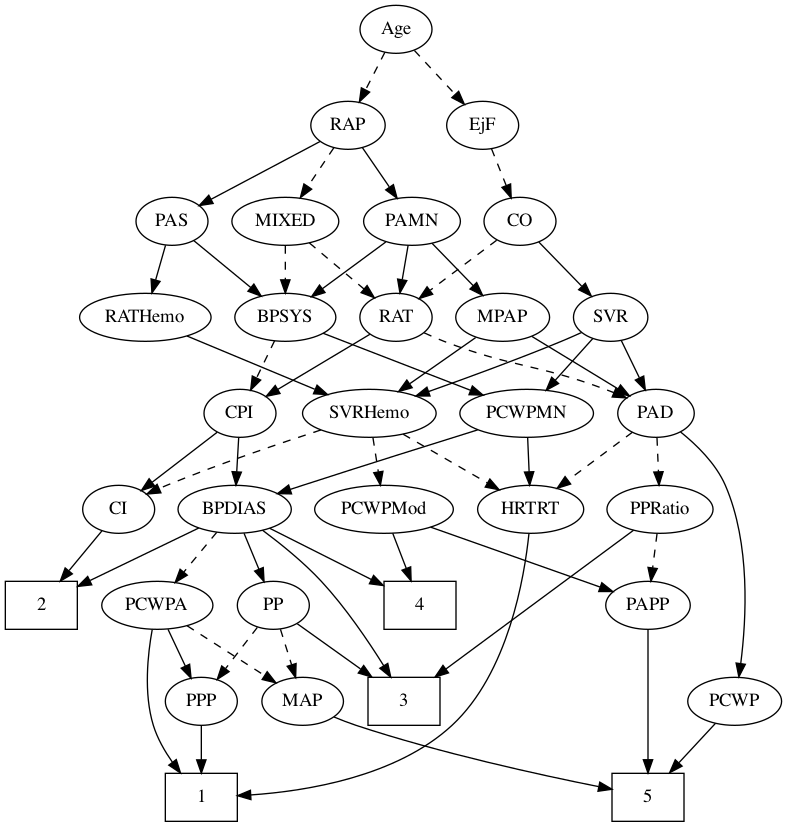 Age
RAP
EjF
PAS
MIXED
PAMN
CO
RATHemo
BPSYS
RAT
MPAP
SVR
CPI
SVRHemo
PCWPMN
PAD
CI
BPDIAS
PCWPMod
HRTRT
PPRatio
2
PCWPA
PP
4
PAPP
PPP
MAP
3
PCWP
1
5